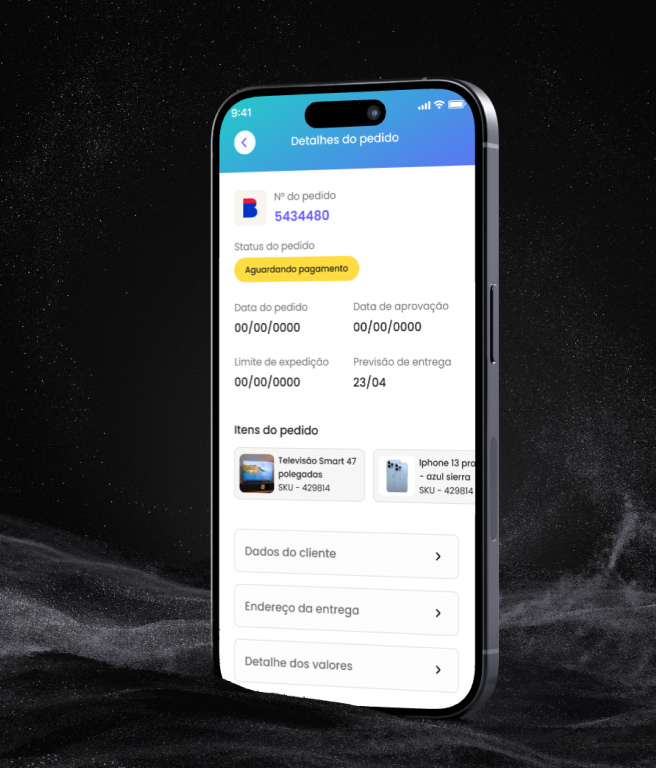 9:41
Detalhes do pedido
Nº do pedido
5434480
Status do pedido
Aguardando pagamento
Data do pedido
Data de aprovação
00/00/0000
00/00/0000
Limite de expedição
Previsão de entrega
00/00/0000
23/04
Itens do pedido
Televisão Smart 47
polegadas
SKU - 429814
Iphone 13 pro
- azul sierra
SKU - 429814
Dados do cliente
Endereço da entrega
Detalhe dos valores